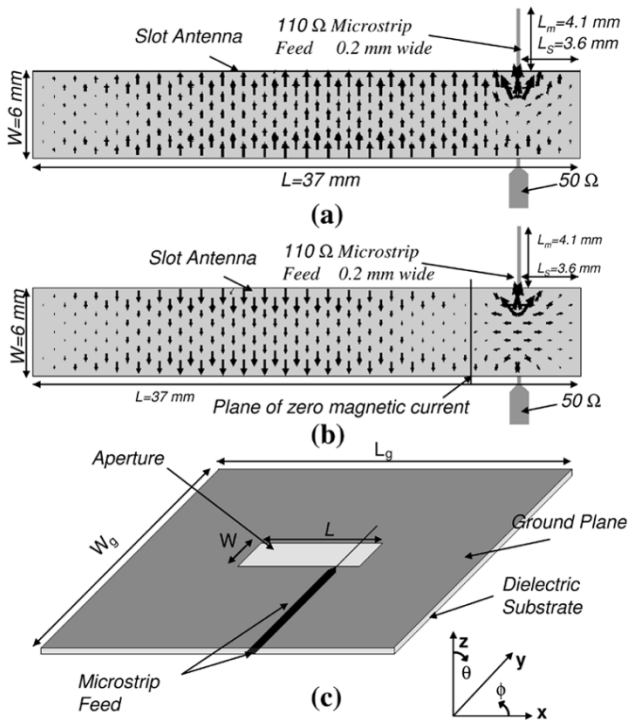 Slot Antenna
110 Ω Microstrip
Feed 0.2 mm wide
Lm=4.1 mm
LS=3.6 mm
W=6 mm
L=37 mm
50 Ω
(a)
Slot Antenna
110 Ω Microstrip
Feed 0.2 mm wide
Lm=4.1 mm
LS=3.6 mm
W=6 mm
L=37 mm
Plane of zero magnetic current
50 Ω
(b)
Aperture
Lg
Wg
W
L
Ground Plane
Dielectric
Substrate
Microstrip
Feed
(c)
z
θ
y
ϕ
x